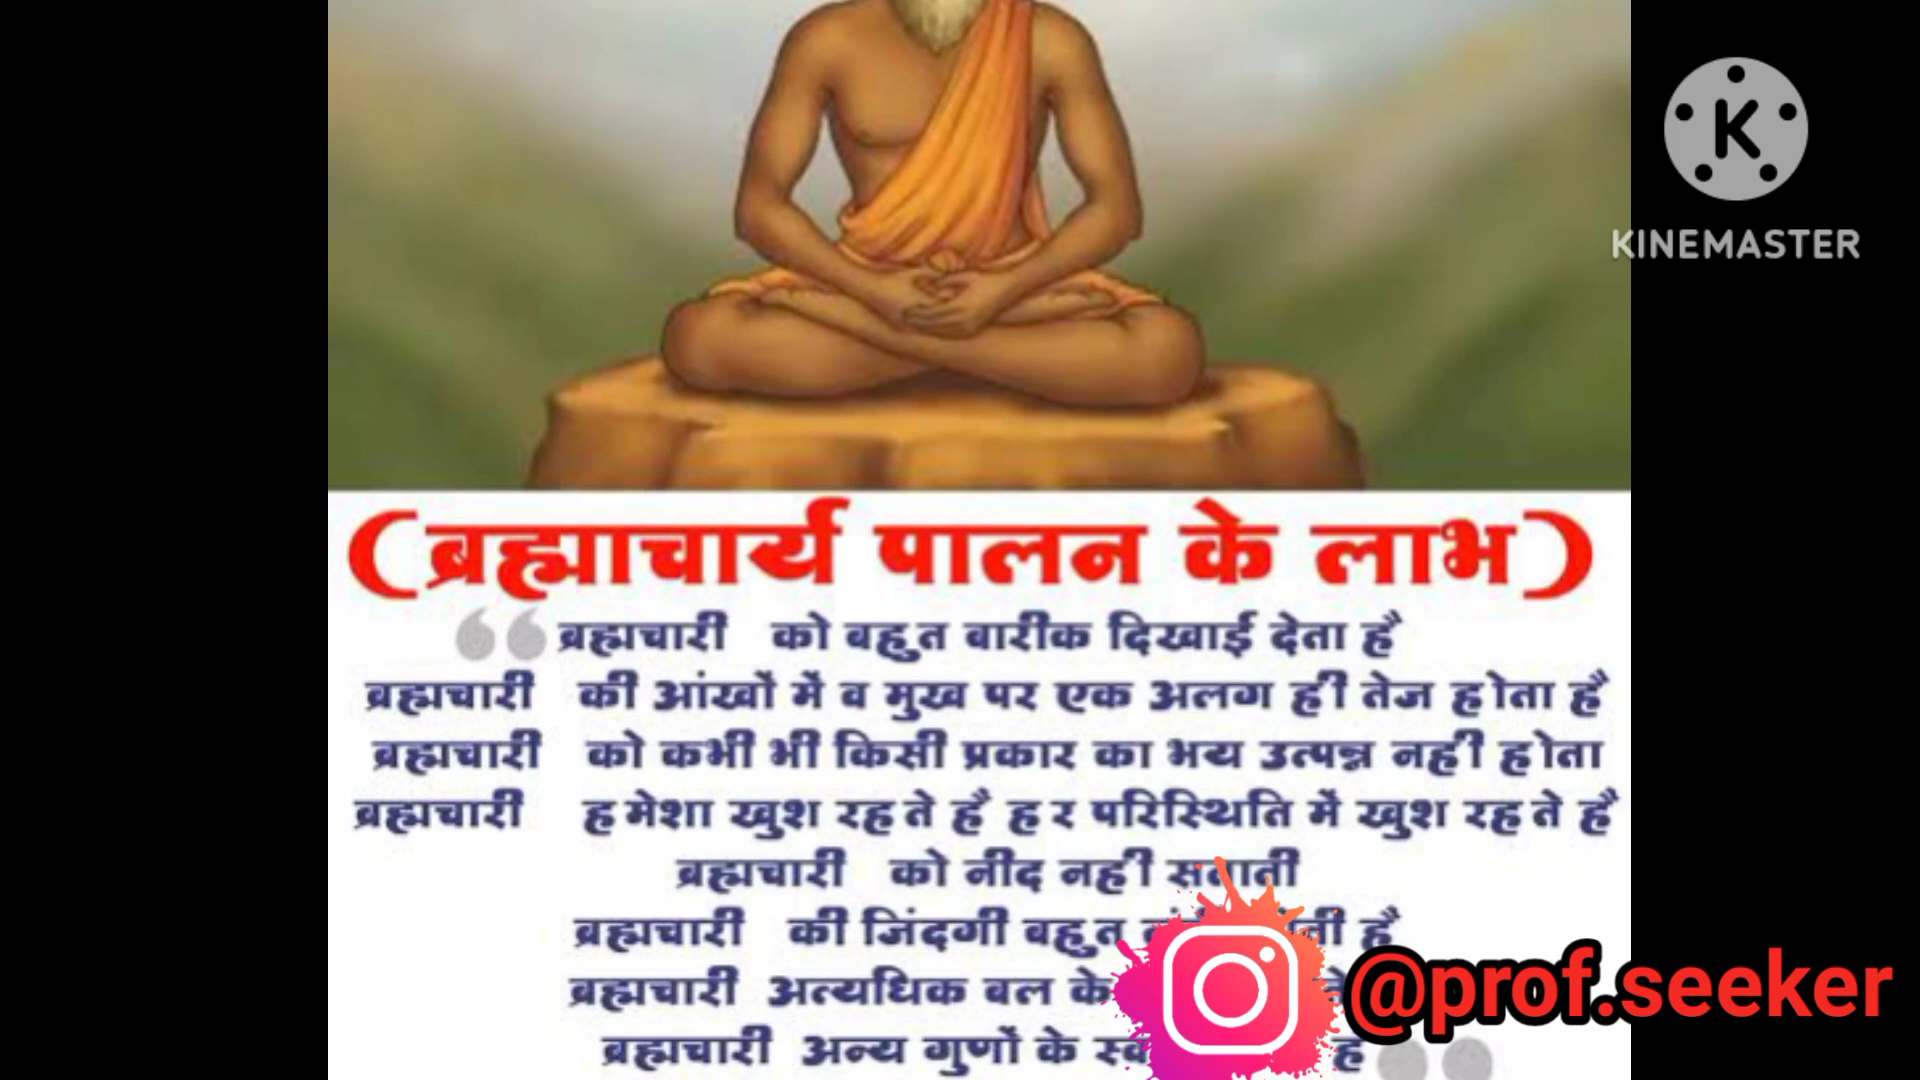 KINEMASTER
(ब्रह्माचार्य पालन के लाभ)
“ब्रह्मचारी को बहुत बारीक दिखाई देता है
ब्रह्मचारी की आंखों में व मुख पर एक अलग ही तेज होता है
ब्रह्मचारी को कभी भी किसी प्रकार का भय उत्पन्न नहीं होता
ब्रह्मचारी हमेशा खुश रहते है हर परिस्थिति में खुश रहते है
ब्रह्मचारी को नींद नहीं सताती
ब्रह्मचारी की जिंदगी बहुत है
ब्रह्मचारी अत्यधिक बल के
ब्रह्मचारी अन्य गुणों के है ”
@prof.seeker